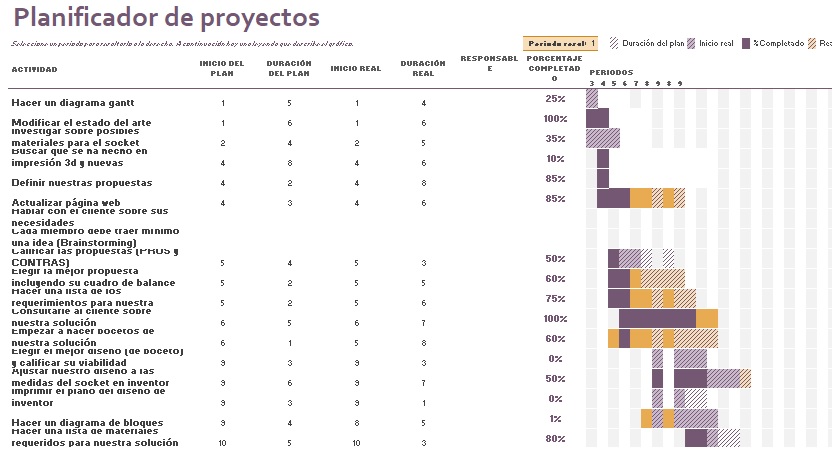 Planificador de proyectos
Seleccione un período para resaltarlo a la derecha. A continuación hay una leyenda que describe el gráfico.
Periodo resal 1 Duración del plan Inicio real %Completado Rea
ACTIVIDAD INICIO DEL PLAN DURACIÓN DEL PLAN INICIO REAL DURACIÓN REAL RESPONSABLE PORCENTAJE COMPLETADO PERIODOS
3 4 5 6 7 8 9 8 9
Hacer un diagrama gantt 1 5 1 4 25%
Modificar el estado del arte 1 6 1 6 100%
Investigar sobre posibles
materiales para el socket 2 4 2 5 35%
Buscar que se ha hecho en
impresión 3d y nuevas 4 8 4 6 10%
Definir nuestras propuestas 4 2 4 8 85%
Actualizar página web 4 3 4 6 85%
Hablar con el cliente sobre sus
necesidades
Cada miembro debe traer mínimo
una idea (Brainstorming)
Calificar las propuestas (PROS y
CONTRAS) 5 4 5 3 50%
Elegir la mejor propuesta
incluyendo su cuadro de balance 5 2 5 5 60%
Hacer una lista de los
requerimientos para nuestra 5 2 5 6 75%
Consultarle al cliente sobre
nuestra solución 6 5 6 7 100%
Empezar a hacer bocetos de
nuestra solución 6 1 5 8 60%
Elegir el mejor diseño (de boceto)
y calificar su viabilidad 9 3 9 3 0%
Ajustar nuestro diseño a las
medidas del socket en inventor 9 6 9 7 50%
Imprimir el plano del diseño de
inventor 9 3 9 1 0%
Hacer un diagrama de bloques 9 4 8 5 1%
Hacer una lista de materiales
requeridos para nuestra solución 10 5 10 3 80%